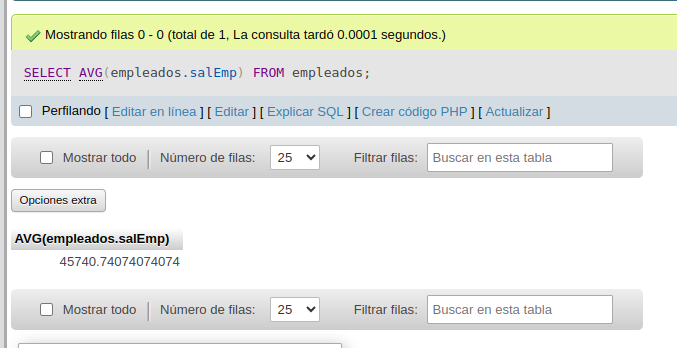 Mostrando filas 0 - 0 (total de 1, La consulta tardó 0.0001 segundos.)
SELECT AVG(empleados.salEmp) FROM empleados;
Perfilando [ Editar en línea ] [ Editar ] [ Explicar SQL ] [ Crear código PHP ] [ Actualizar ]
Mostrar todo | Número de filas: 25 Filtrar filas: Buscar en esta tabla
Opciones extra
AVG(empleados.salEmp)
45740.74074074074
Mostrar todo | Número de filas: 25 Filtrar filas: Buscar en esta tabla